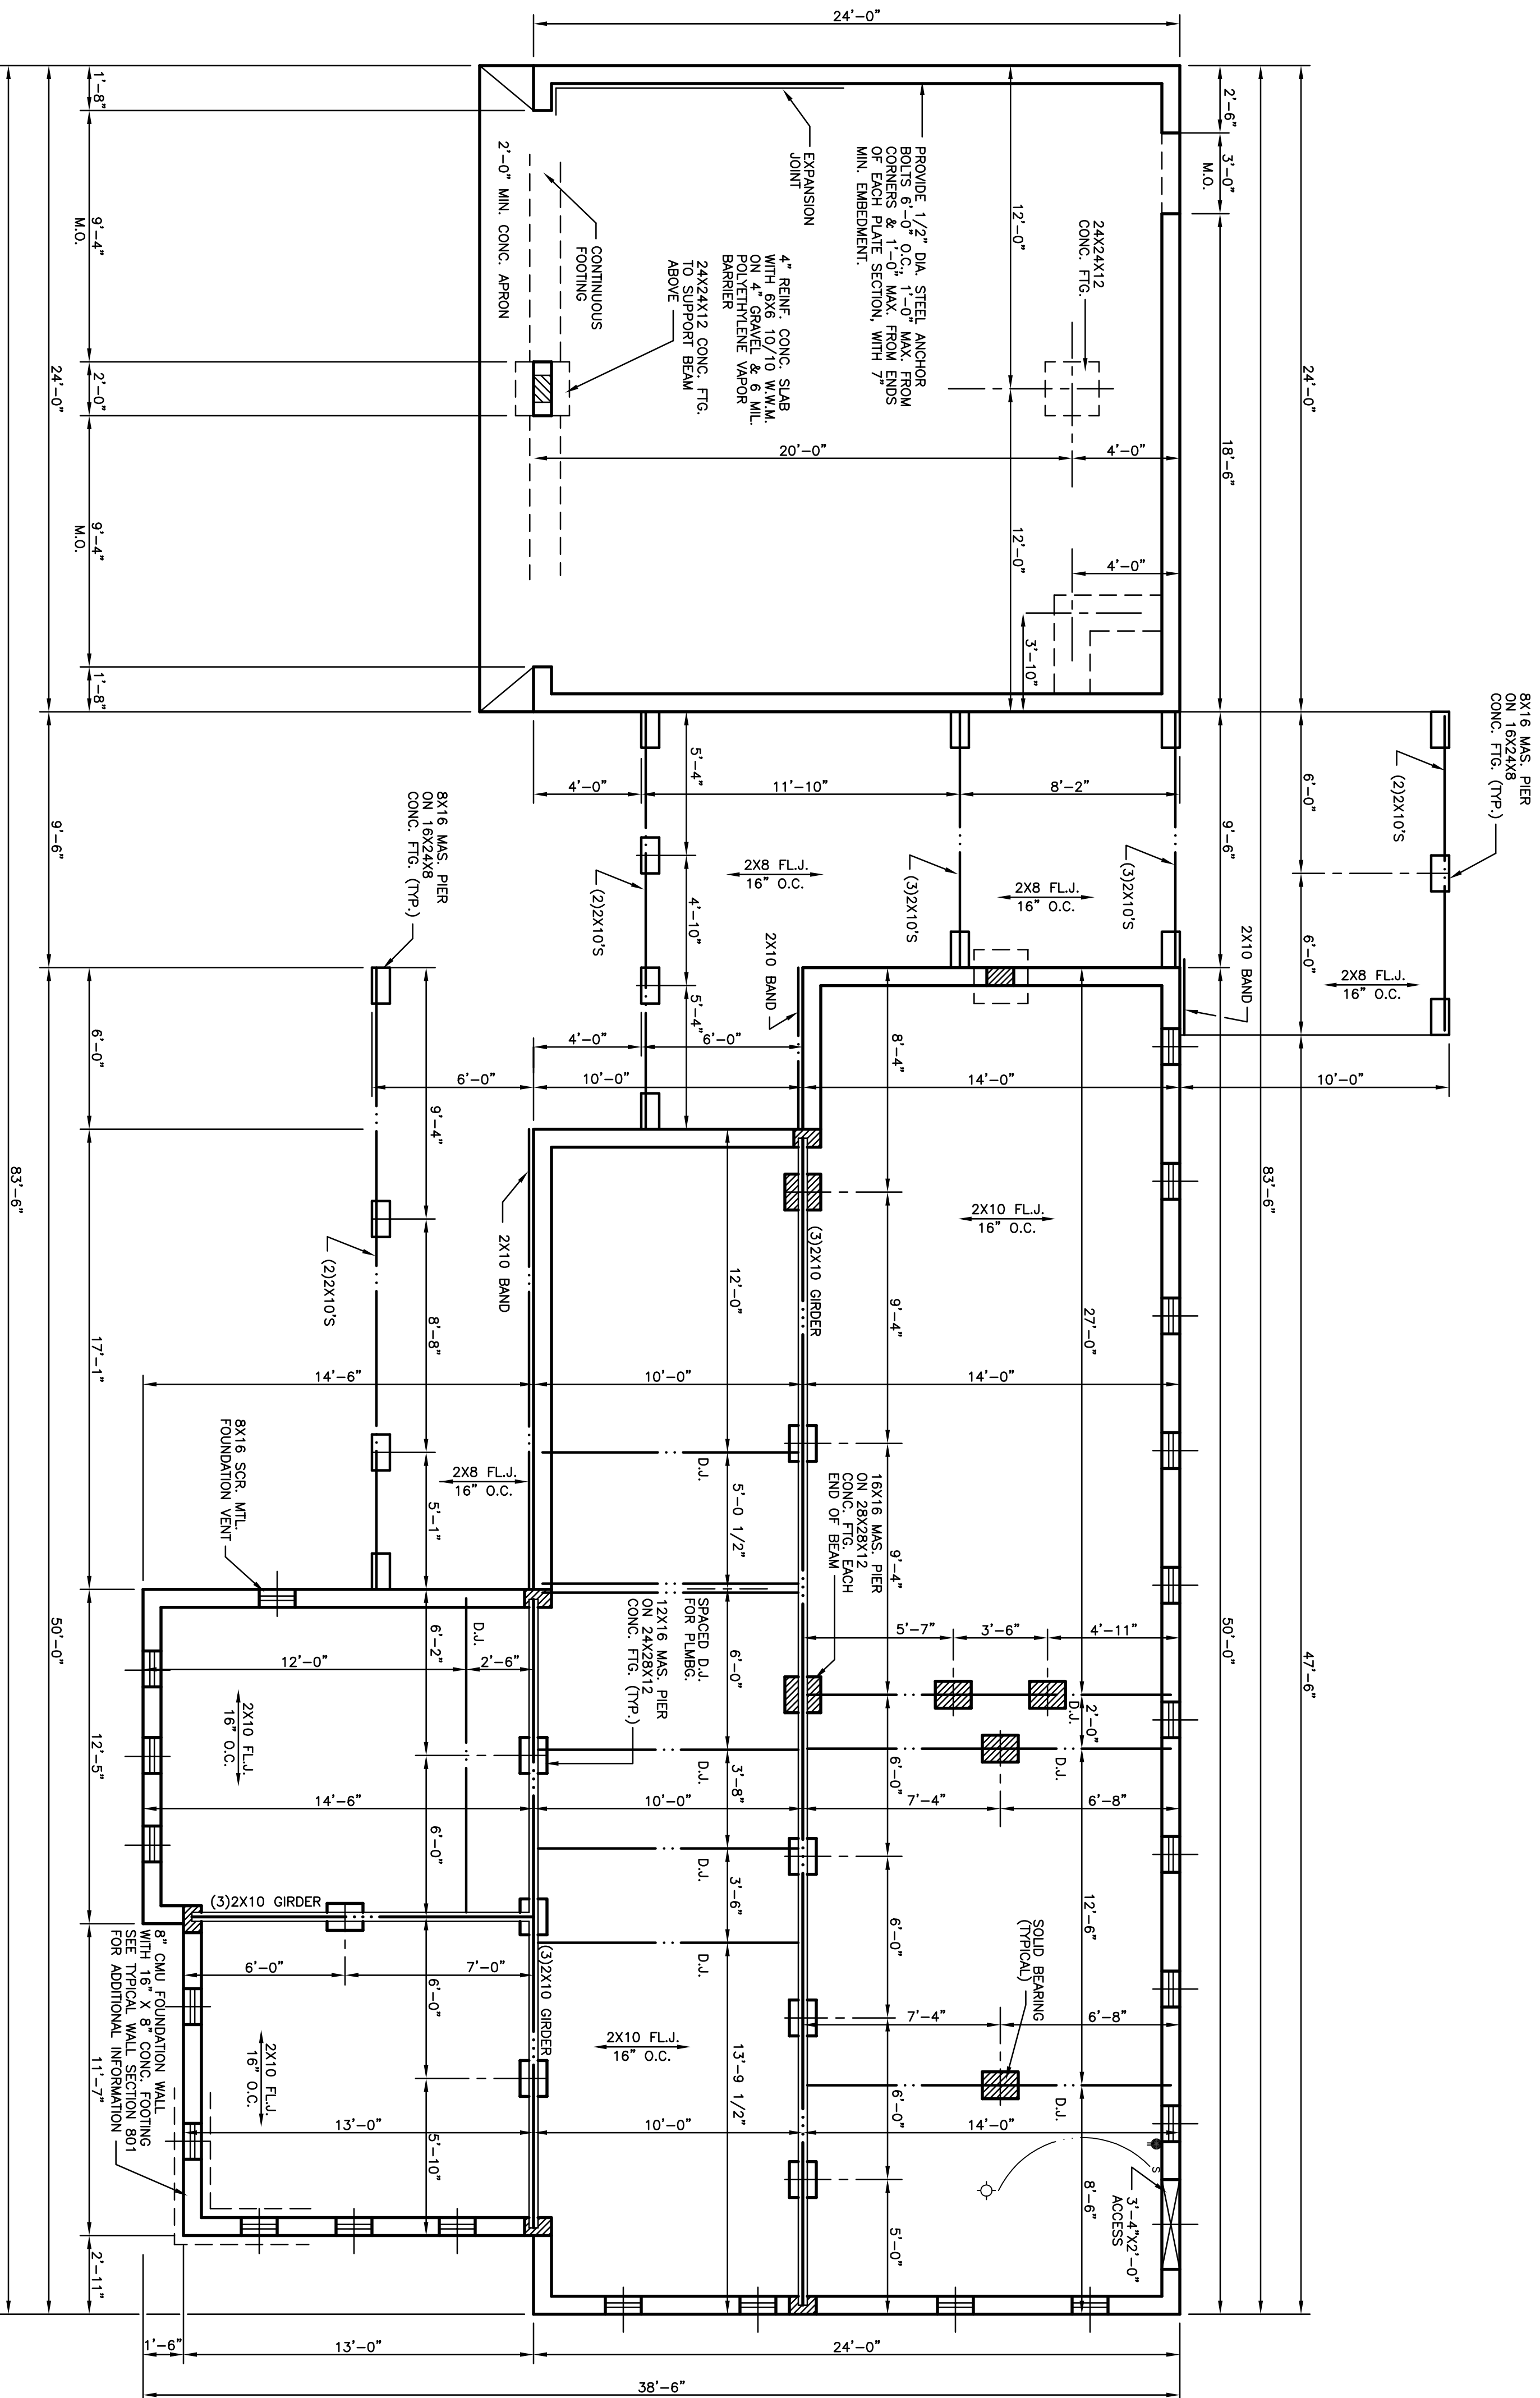 24'-0"
1'-8"
9'-4"
M.O.
2'-0"
9'-4"
M.O.
1'-8"
24'-0"
9'-6"
50'-0"
83'-6"
2'-6"
3'-0"
M.O.
18'-6"
24'-0"
83'-6"
9'-6"
50'-0"
47'-6"
PROVIDE 1/2" DIA. STEEL ANCHOR
BOLTS 6'-0" O.C., 1'-0" MAX. FROM
CORNERS & 1'-0" MAX. FROM ENDS
OF EACH PLATE SECTION, WITH 7"
MIN. EMBEDMENT.
EXPANSION
JOINT
12'-0"
12'-0"
24X24X12
CONC. FTG.
2'-0" MIN. CONC. APRON
CONTINUOUS
FOOTING
4" REINF. CONC. SLAB
WITH 6X6 10/10 W.W.M.
ON 4" GRAVEL & 6 MIL.
POLYETHYLENE VAPOR
BARRIER
24X24X12 CONC. FTG.
TO SUPPORT BEAM
ABOVE
20'-0"
4'-0"
4'-0"
3'-10"
8X16 MAS. PIER
ON 16X24X8
CONC. FTG. (TYP.)
(2)2X10'S
6'-0"
6'-0"
2X8 FL.J.
16" O.C.
2X10 BAND
5'-4"
4'-10"
5'-4"
4'-0"
11'-10"
8'-2"
2X8 FL.J.
16" O.C.
2X8 FL.J.
16" O.C.
(2)2X10'S
(3)2X10'S
(3)2X10'S
2X10 BAND
8X16 MAS. PIER
ON 16X24X8
CONC. FTG. (TYP.)
4'-0"
6'-0"
6'-0"
10'-0"
14'-0"
10'-0"
6'-0"
17'-1"
12'-5"
11'-7"
2'-11"
9'-4"
8'-8"
5'-1"
(2)2X10'S
2X10 BAND
8'-4"
9'-4"
9'-4"
6'-0"
6'-0"
6'-0"
5'-0"
(3)2X10 GIRDER
2X10 FL.J.
16" O.C.
27'-0"
2'-0"
12'-6"
8'-6"
12'-0"
5'-0 1/2"
6'-0"
3'-8"
3'-6"
13'-9 1/2"
14'-6"
10'-0"
14'-0"
D.J.
2X8 FL.J.
16" O.C.
8X16 SCR. MTL.
FOUNDATION VENT
16X16 MAS. PIER
ON 28X28X12
CONC. FTG. EACH
END OF BEAM
SPACED D.J.
FOR PLMBG.
12X16 MAS. PIER
ON 24X28X12
CONC. FTG. (TYP.)
5'-7"
3'-6"
4'-11"
D.J.
D.J.
D.J.
D.J.
D.J.
D.J.
D.J.
6'-2"
6'-0"
6'-0"
5'-10"
12'-0"
2'-6"
2X10 FL.J.
16" O.C.
14'-6"
10'-0"
7'-4"
6'-8"
(3)2X10 GIRDER
(3)2X10 GIRDER
6'-0"
7'-0"
7'-4"
6'-8"
SOLID BEARING
(TYPICAL)
2X10 FL.J.
16" O.C.
2X10 FL.J.
16" O.C.
13'-0"
10'-0"
14'-0"
S
3'-4"X2'-0"
ACCESS
8" CMU FOUNDATION WALL
WITH 16" X 8" CONC. FOOTING
SEE TYPICAL WALL SECTION 801
FOR ADDITIONAL INFORMATION
1'-6"
13'-0"
24'-0"
38'-6"